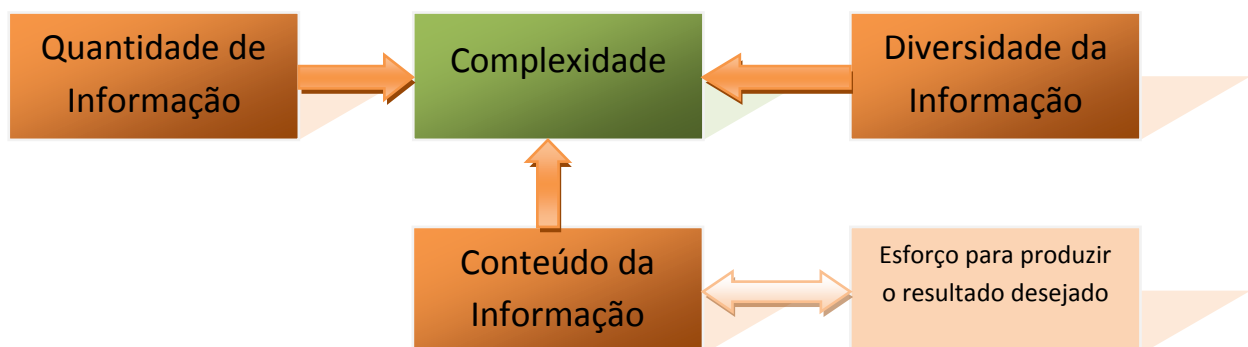 Quantidade de
Informação
Complexidade
Diversidade da
Informação
Conteúdo da
Informação
Esforço para produzir
o resultado desejado